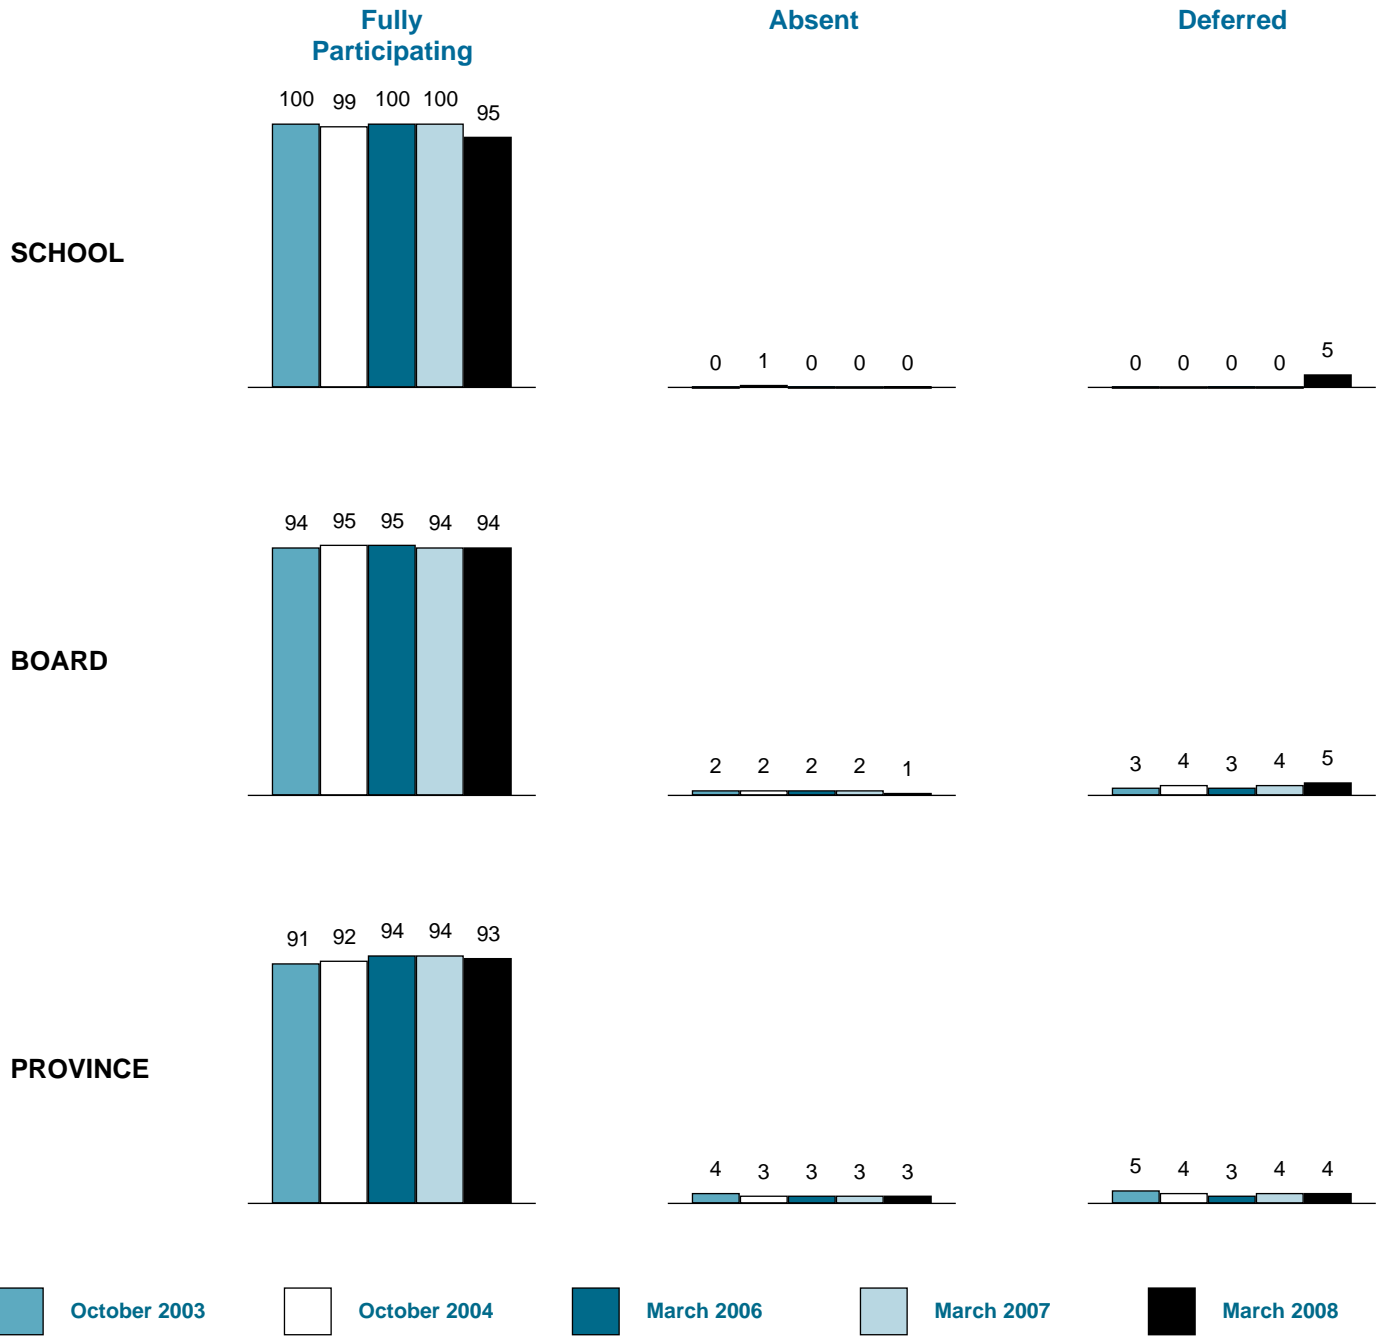 Fully
Participating
Absent
Deferred
100 99 100 100 95
SCHOOL
0 1 0 0 0
0 0 0 0 5
94 95 95 94 94
BOARD
2 2 2 2 1
3 4 3 4 5
91 92 94 94 93
PROVINCE
4 3 3 3 3
5 4 3 4 4
October 2003
October 2004
March 2006
March 2007
March 2008